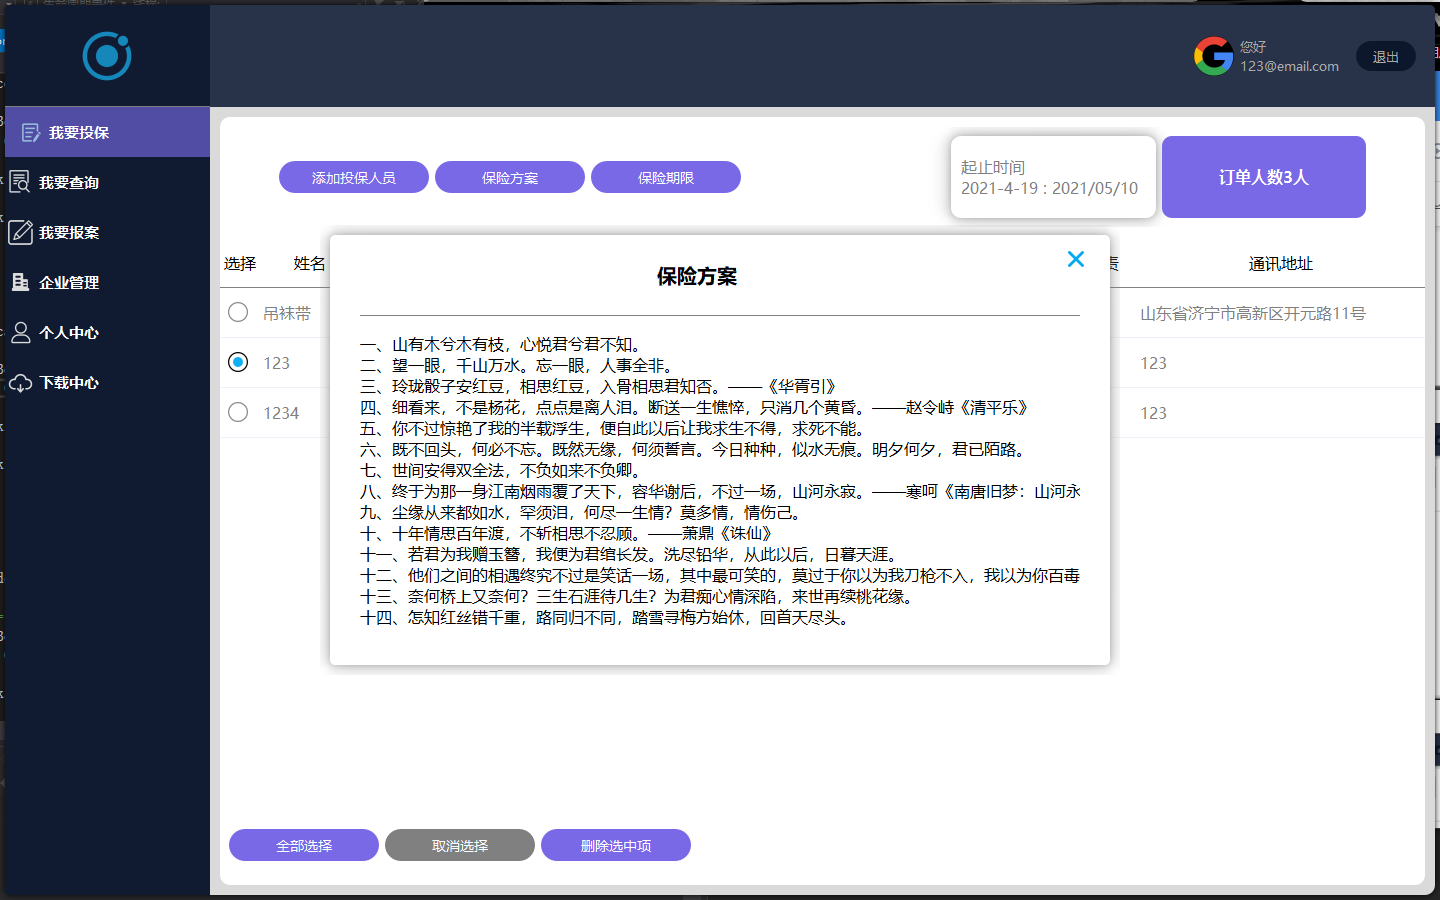 您好
123@email.com
退出
我要投保
我要查询
我要报案
企业管理
个人中心
下载中心
添加投保人员
保险方案
保险期限
起止时间
2021-4-19 : 2021/05/10
订单人数3人
选择
姓名
责
通讯地址
吊袜带
山东省济宁市高新区开元路11号
123
123
1234
123
保险方案
一、山有木兮木有枝，心悦君兮君不知。
二、望一眼，千山万水。忘一眼，人事全非。
三、玲珑骰子安红豆，相思红豆，入骨相思君知否。——《华胥引》
四、细看来，不是杨花，点点是离人泪。断送一生憔悴，只消几个黄昏。——赵令峙《清平乐》
五、你不过惊艳了我的半载浮生，便自此以后让我求生不得，求死不能。
六、既不回头，何必不忘。既然无缘，何须誓言。今日种种，似水无痕。明夕何夕，君已陌路。
七、世间安得双全法，不负如来不负卿。
八、终于为那一身江南烟雨覆了天下，容华谢后，不过一场，山河永寂。——寒呵《南唐旧梦：山河永
九、尘缘从来都如水，罕须泪，何尽一生情？莫多情，情伤己。
十、十年情思百年渡，不斩相思不忍顾。——萧鼎《诛仙》
十一、若君为我赠玉簪，我便为君绾长发。洗尽铅华，从此以后，日暮天涯。
十二、他们之间的相遇终究不过是笑话一场，其中最可笑的，莫过于你以为我刀枪不入，我以为你百毒
十三、奈何桥上又奈何？三生石涯待几生？为君痴心情深陷，来世再续桃花缘。
十四、怎知红丝错千重，路同归不同，踏雪寻梅方始休，回首天尽头。
全部选择
取消选择
删除选中项